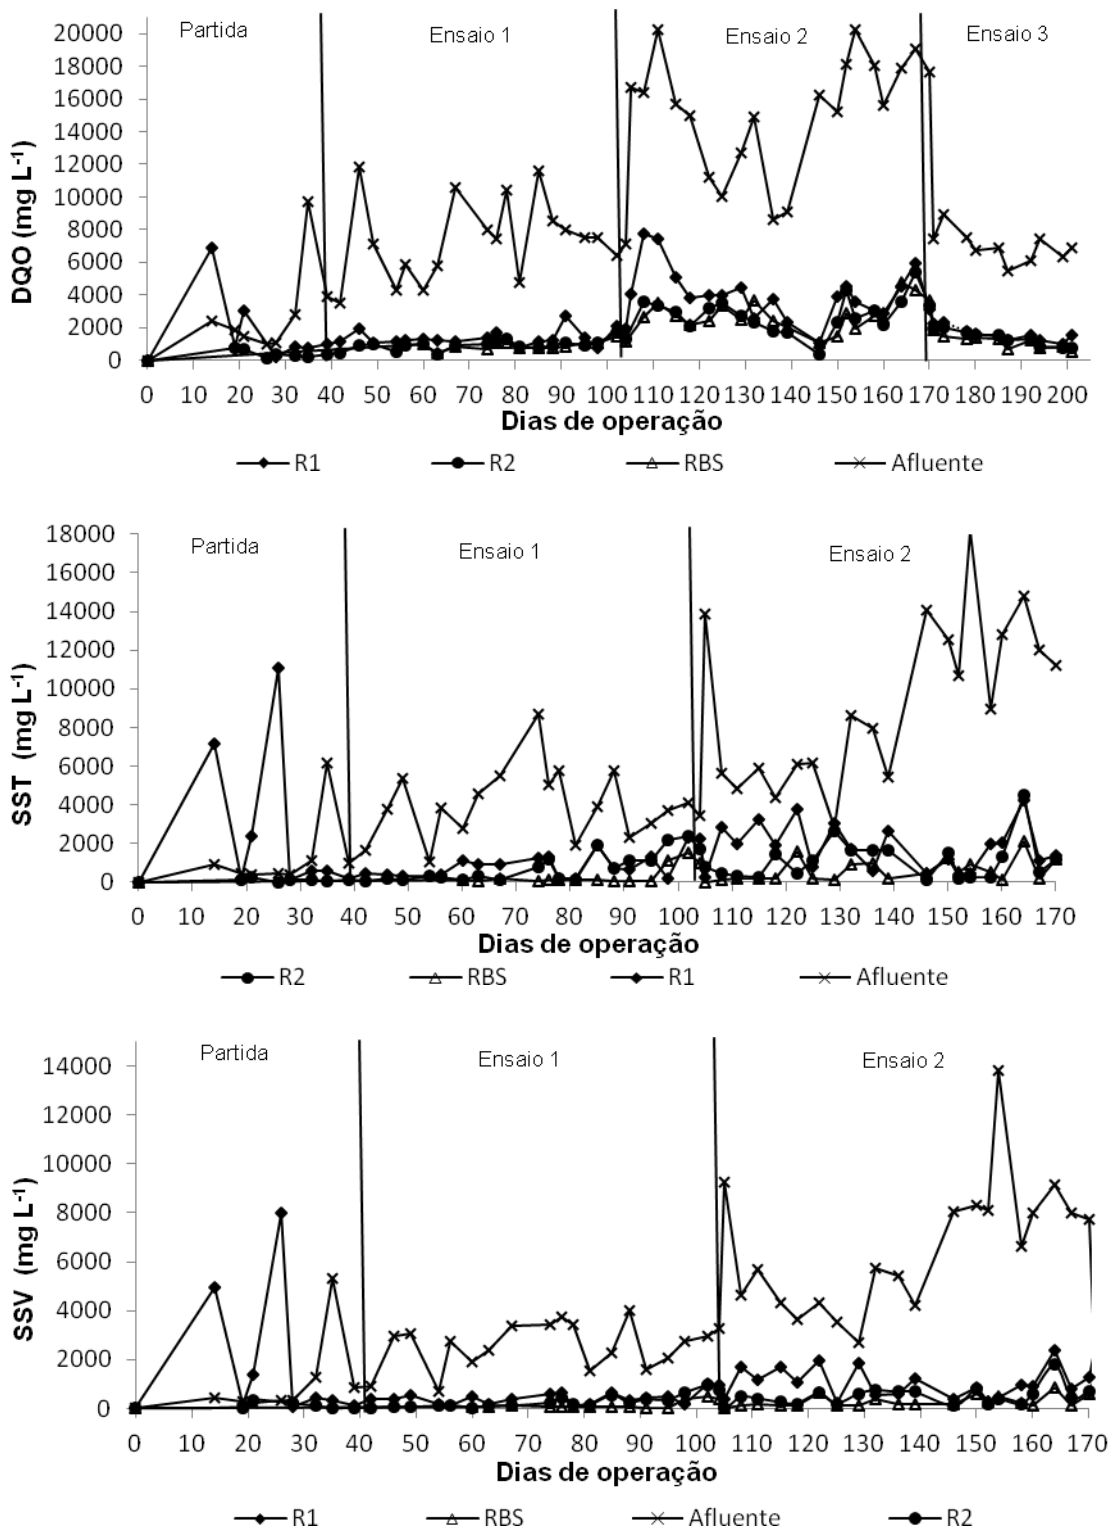 Partida Ensaio 1 Ensaio 2 Ensaio 3
20000
18000
16000
14000
12000
10000
8000
6000
4000
2000
0
DQO (mg L-1)
0 10 20 30 40 50 60 70 80 90 100 110 120 130 140 150 160 170 180 190 200
Dias de operação
R1 R2 RBS Afluente
Partida Ensaio 1 Ensaio 2
18000
16000
14000
12000
10000
8000
6000
4000
2000
0
SST (mg L-1)
0 10 20 30 40 50 60 70 80 90 100 110 120 130 140 150 160 170
Dias de operação
R2 RBS R1 Afluente
Partida Ensaio 1 Ensaio 2
14000
12000
10000
8000
6000
4000
2000
0
SSV (mg L-1)
0 10 20 30 40 50 60 70 80 90 100 110 120 130 140 150 160 170
Dias de operação
R1 RBS Afluente R2